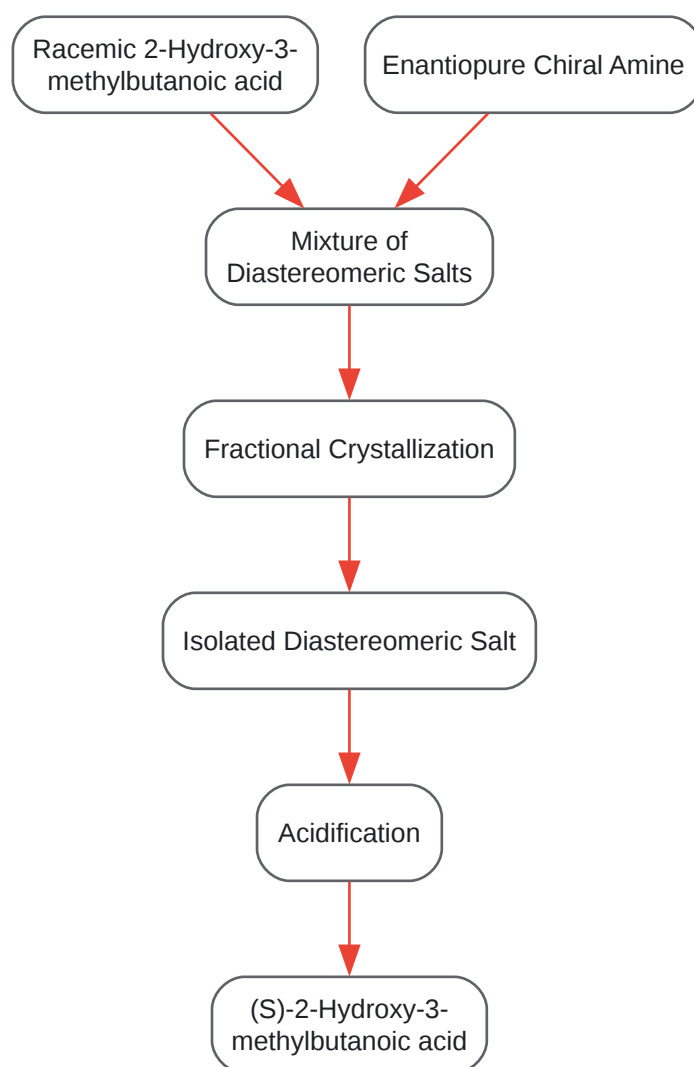 Racemic 2-Hydroxy-3-
methylbutanoic acid
Enantiopure Chiral Amine
Mixture of
Diastereomeric Salts
Fractional Crystallization
Isolated Diastereomeric Salt
Acidification
(S)-2-Hydroxy-3-
methylbutanoic acid